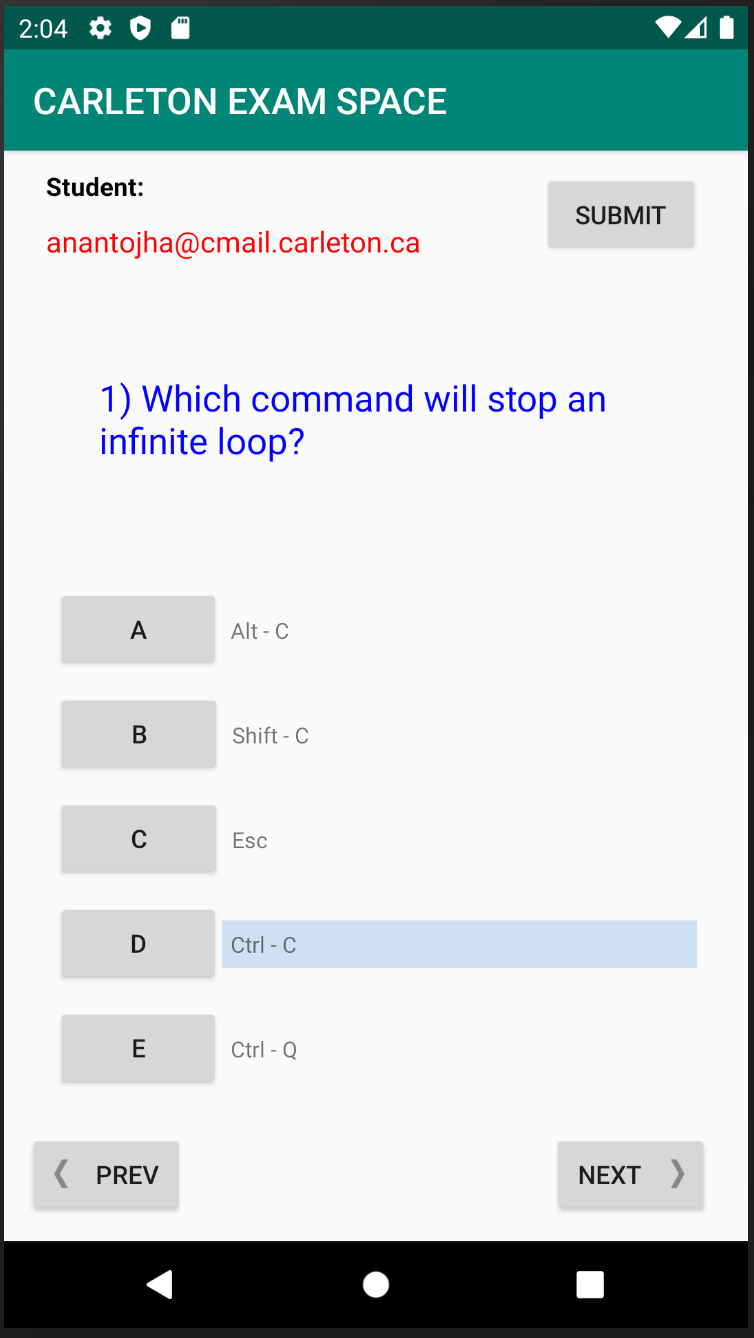 2:04
CARLETON EXAM SPACE
Student:
SUBMIT
anantojha@cmail.carleton.ca
1) Which command will stop an
infinite loop?
A Alt - C
B Shift - C
C Esc
D Ctrl - C
E Ctrl - Q
❬ PREV
NEXT ❭